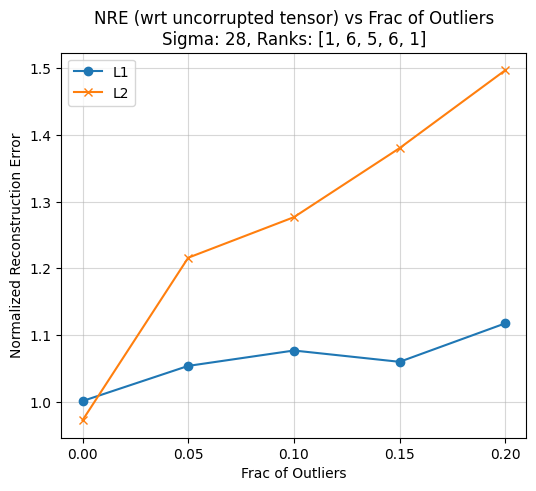 NRE (wrt uncorrupted tensor) vs Frac of Outliers
Sigma: 28, Ranks: [1, 6, 5, 6, 1]
L1
L2
Normalized Reconstruction Error
1.5
1.4
1.3
1.2
1.1
1.0
0.00
0.05
0.10
0.15
0.20
Frac of Outliers